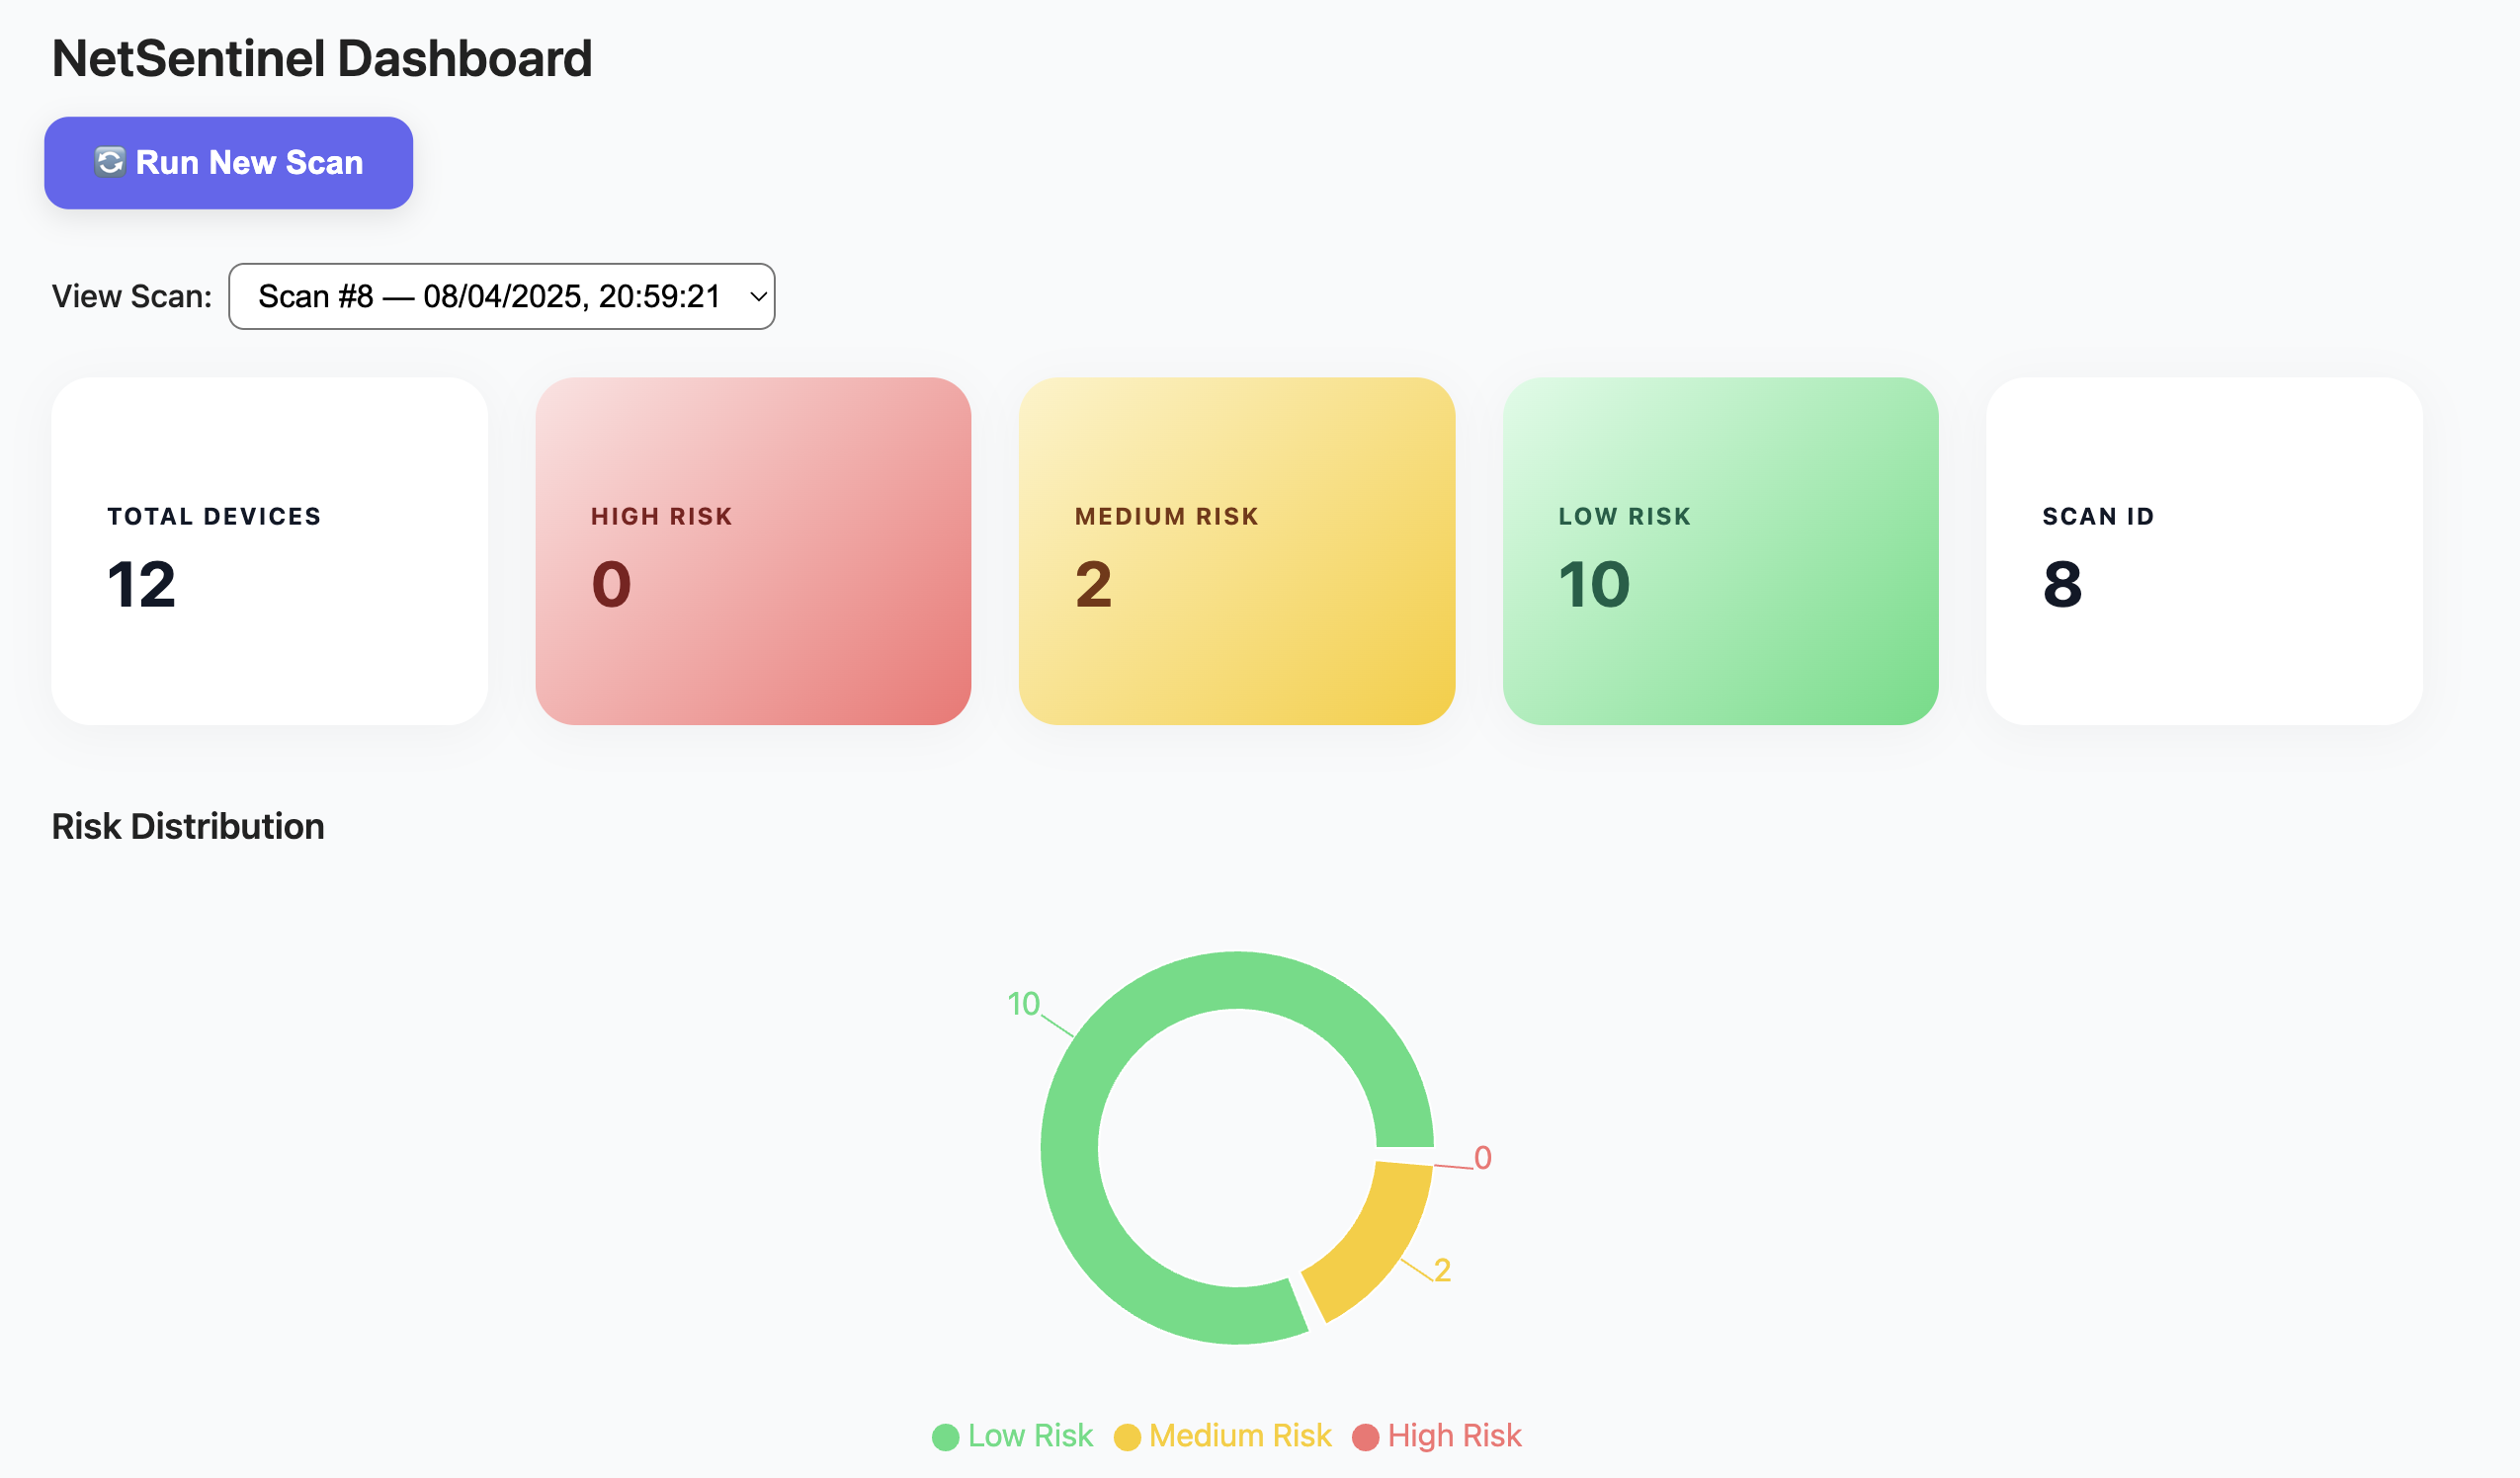 NetSentinel Dashboard
🔄 Run New Scan
View Scan: Scan #8 — 08/04/2025, 20:59:21
TOTAL DEVICES
12
HIGH RISK
0
MEDIUM RISK
2
LOW RISK
10
SCAN ID
8
Risk Distribution
10
0
2
Low Risk Medium Risk High Risk